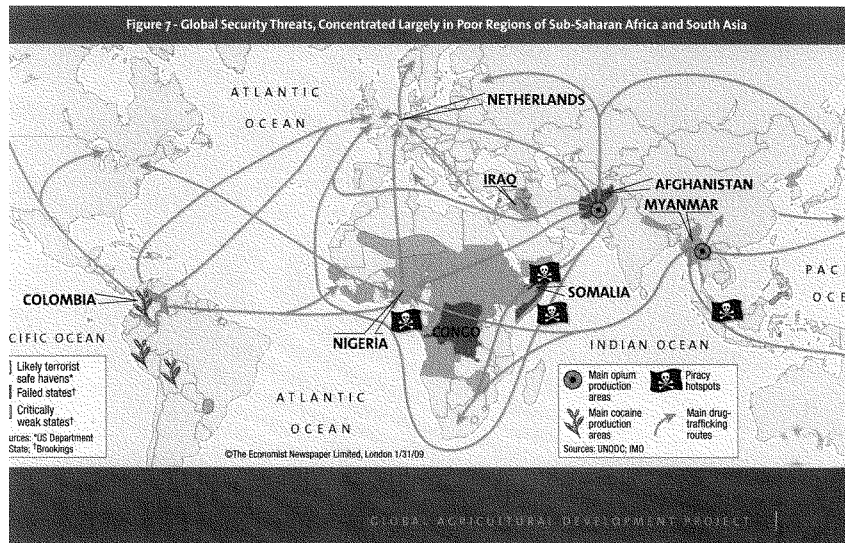 Figure 7 - Global Security Threats, Concentrated Largely in Poor Regions of Sub-Saharan Africa and South Asia
ATLANTIC
OCEAN
NETHERLANDS
IRAQ
AFGHANISTAN
MYANMAR
PAC
OCE
COLOMBIA
SOMALIA
CONGO
NIGERIA
CIFIC OCEAN
INDIAN OCEAN
ATLANTIC
OCEAN
Likely terrorist
safe havens*
Failed states†
Critically
weak states†
urces: *US Department
State; †Brookings
©The Economist Newspaper Limited, London 1/31/09
Main opium
production
areas
Piracy
hotspots
Main cocaine
production
areas
Main drug-
trafficking
routes
Sources: UNODC; IMO
GLOBAL AGRICULTURAL DEVELOPMENT PROJECT